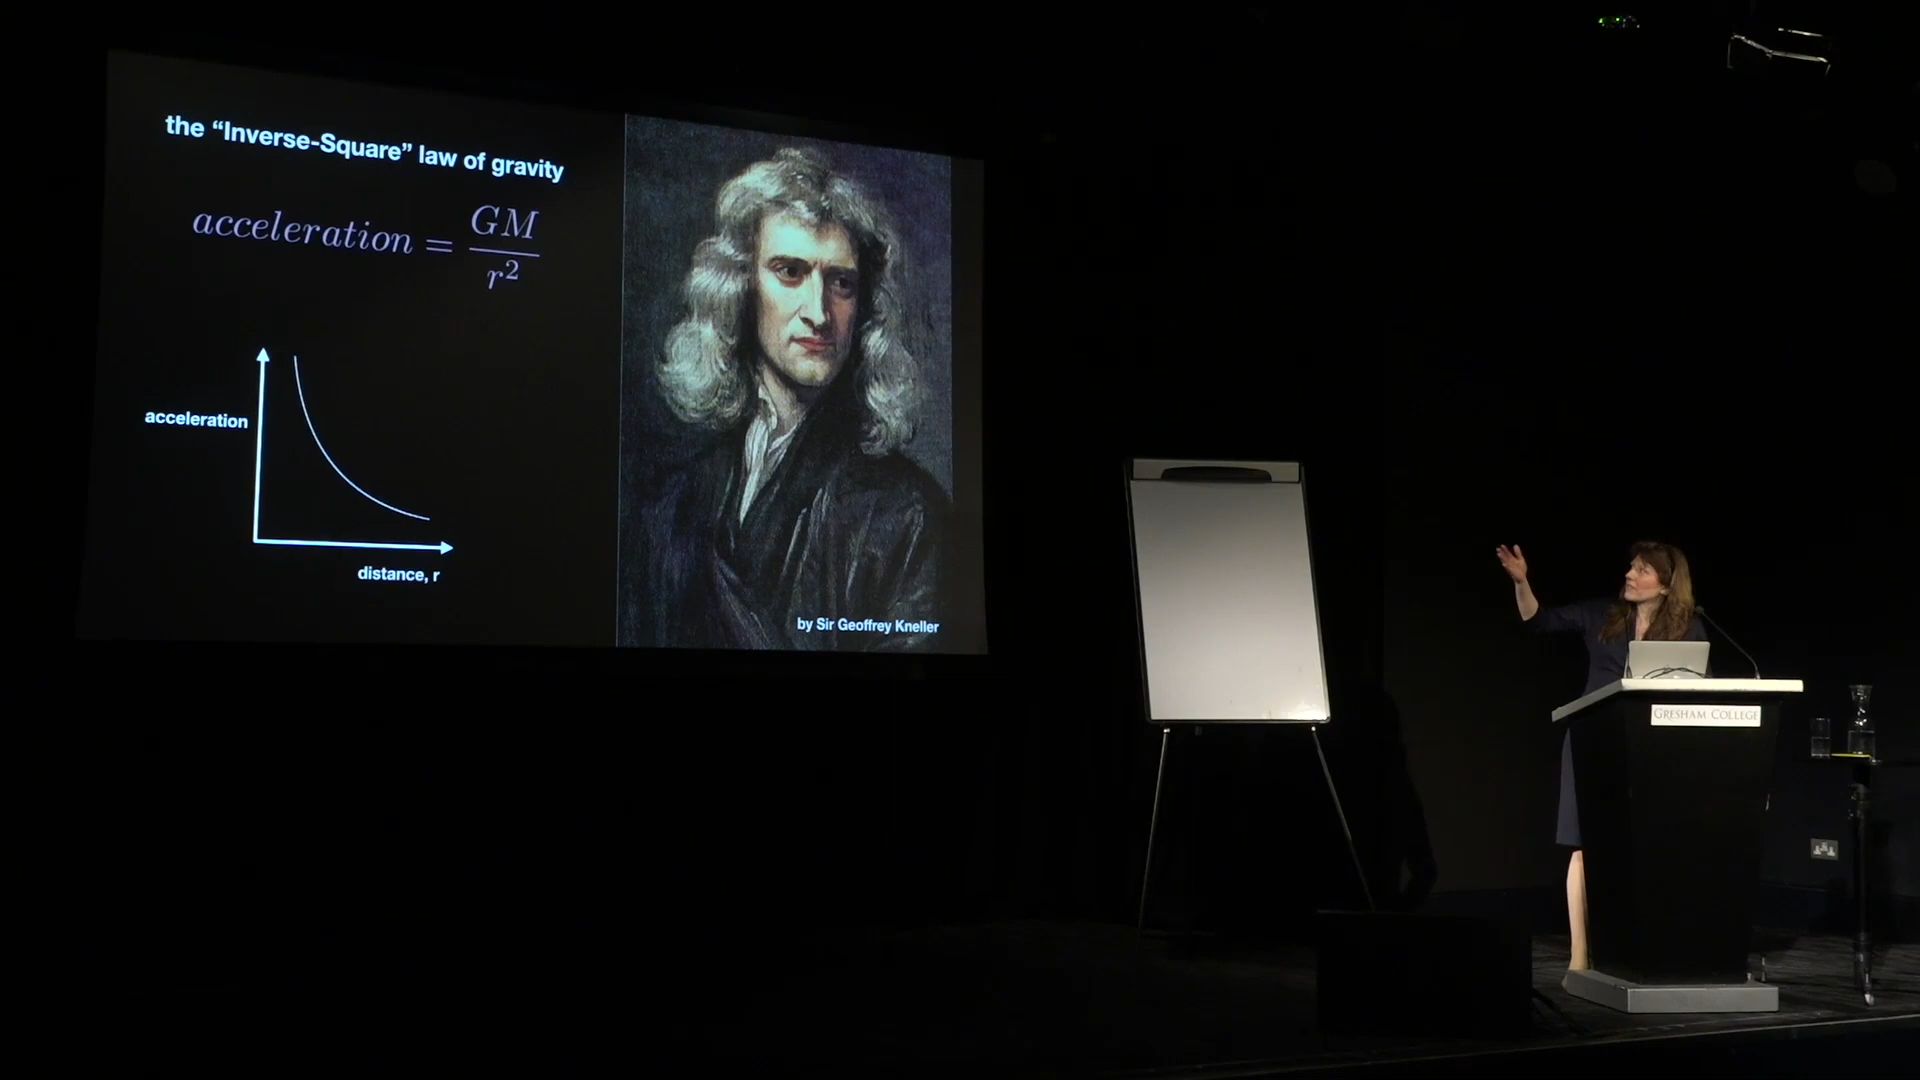 the “Inverse-Square” law of gravity
acceleration = GM / r²
acceleration
distance, r
by Sir Geoffrey Kneller
GRESHAM COLLEGE